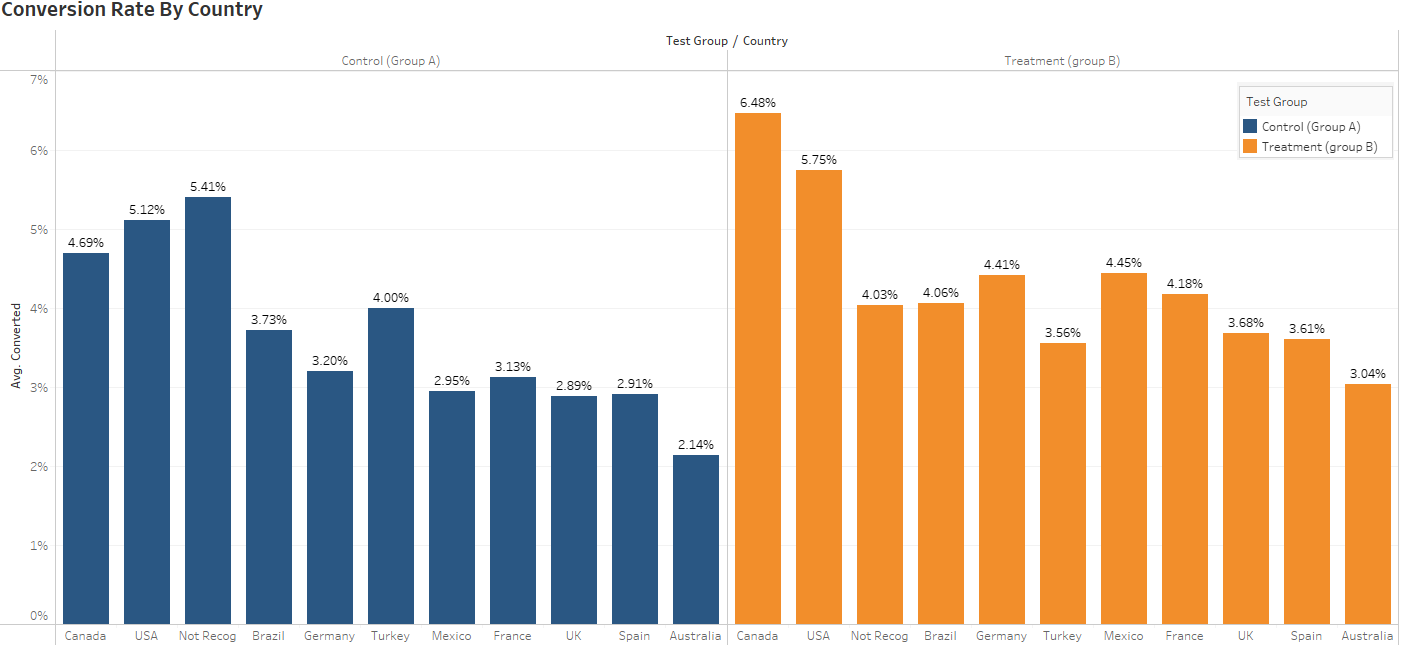 Conversion Rate By Country
Test Group / Country
Control (Group A) Treatment (group B)
Test Group
Control (Group A)
Treatment (group B)
Avg. Converted
7%
6%
5%
4%
3%
2%
1%
0%
4.69% 5.12% 5.41% 3.73% 3.20% 4.00% 2.95% 3.13% 2.89% 2.91% 2.14% 6.48% 5.75% 4.03% 4.06% 4.41% 3.56% 4.45% 4.18% 3.68% 3.61% 3.04%
Canada USA Not Recog Brazil Germany Turkey Mexico France UK Spain Australia Canada USA Not Recog Brazil Germany Turkey Mexico France UK Spain Australia